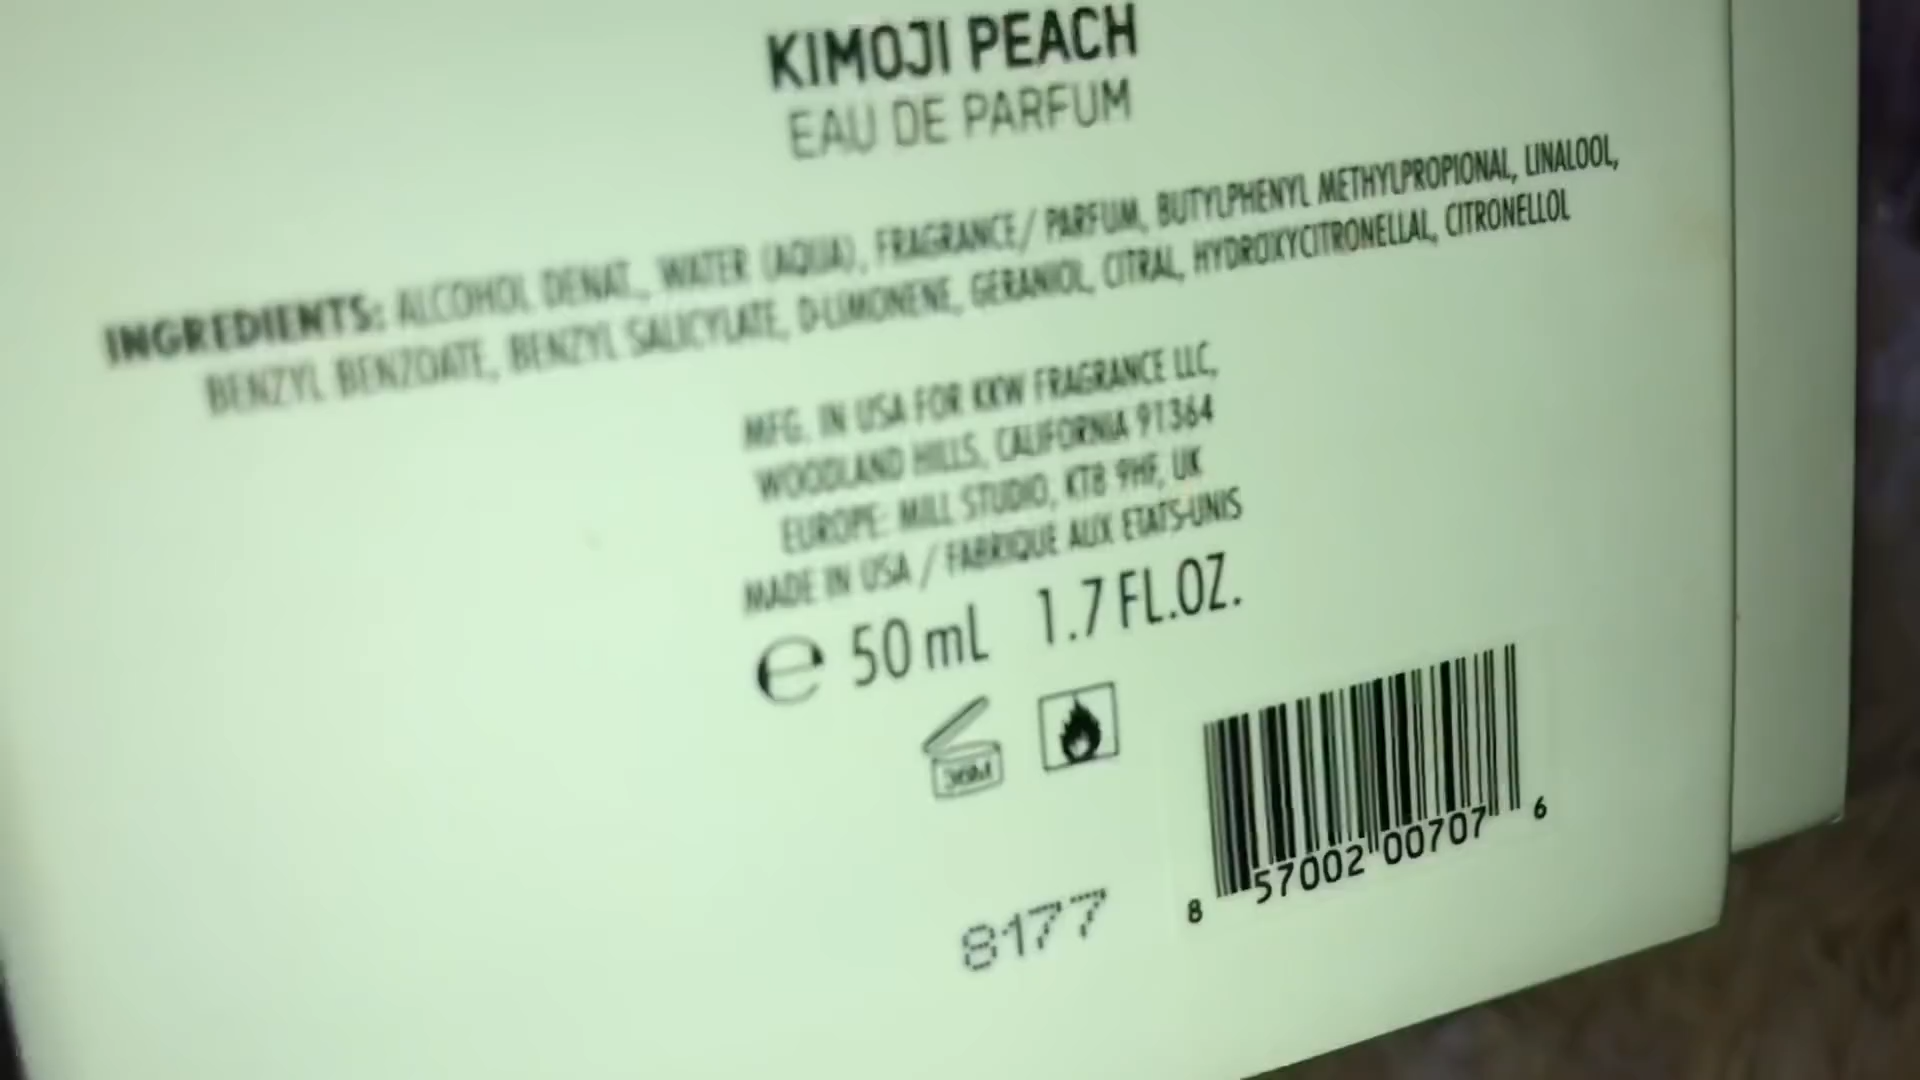 KIMOJI PEACH
EAU DE PARFUM
INGREDIENTS: ALCOHOL DENAT., WATER (AQUA), FRAGRANCE/ PARFUM, BUTYLPHENYL METHYLPROPIONAL, LINALOOL,
BENZYL BENZOATE, BENZYL SALICYLATE, D-LIMONENE, GERANIOL, CITRAL, HYDROXYCITRONELLAL, CITRONELLOL
MFG. IN USA FOR KKW FRAGRANCE LLC,
WOODLAND HILLS, CALIFORNIA 91364
EUROPE: MILL STUDIO, KT8 9HF, UK
MADE IN USA / FABRIQUE AUX ETATS-UNIS
℮ 50 mL 1.7 FL.OZ.
36M
8 57002 00707 6
8177